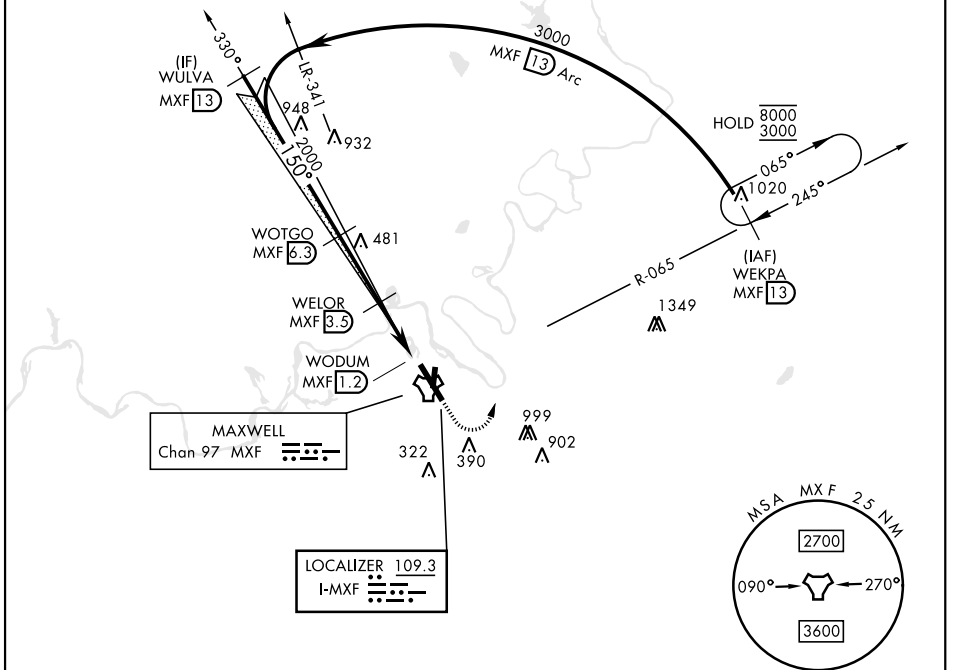 3000
MXF 13 Arc
330°
(IF)
WULVA
MXF 13
LR-341
948
932
2000
150°
HOLD 8000
3000
065°
1020
245°
(IAF)
WEKPA
MXF 13
R-065
1349
WOTGO
MXF 6.3
481
WELOR
MXF 3.5
WODUM
MXF 1.2
MAXWELL
Chan 97 MXF
322
390
999
902
LOCALIZER 109.3
I-MXF
MSA MXF 25 NM
2700
090°
270°
3600